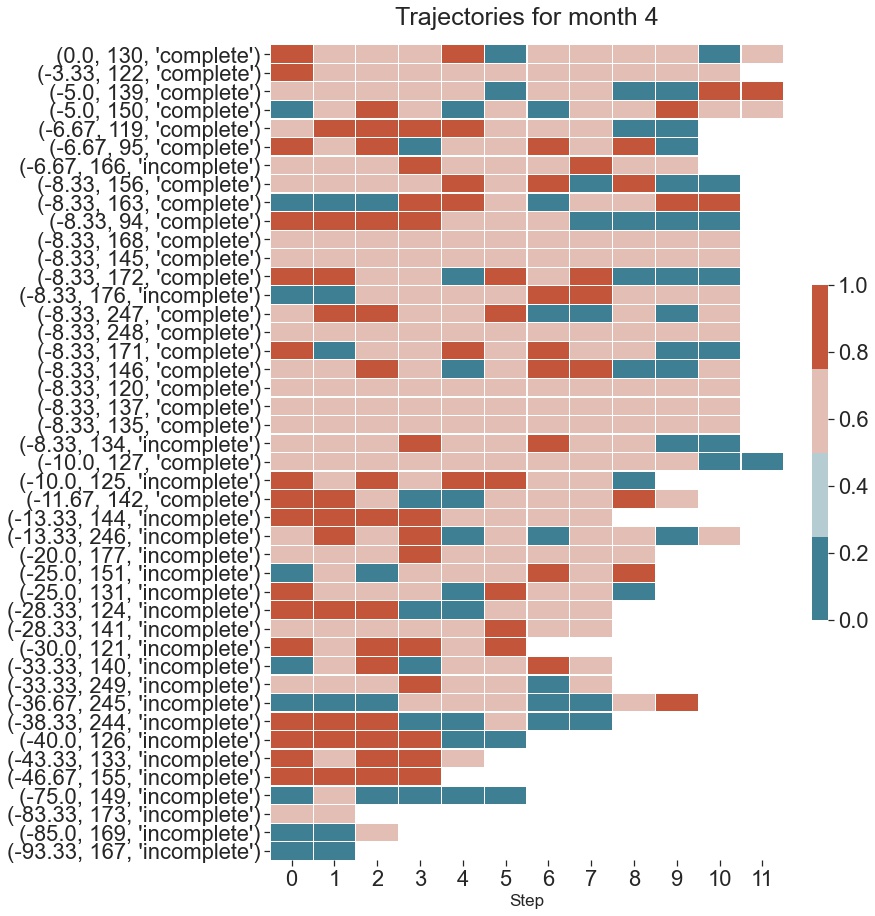 Trajectories for month 4
(0.0, 130, 'complete')
(-3.33, 122, 'complete')
(-5.0, 139, 'complete')
(-5.0, 150, 'complete')
(-6.67, 119, 'complete')
(-6.67, 95, 'complete')
(-6.67, 166, 'incomplete')
(-8.33, 156, 'complete')
(-8.33, 163, 'complete')
(-8.33, 94, 'complete')
(-8.33, 168, 'complete')
(-8.33, 145, 'complete')
(-8.33, 172, 'complete')
(-8.33, 176, 'incomplete')
(-8.33, 247, 'complete')
(-8.33, 248, 'complete')
(-8.33, 171, 'complete')
(-8.33, 146, 'complete')
(-8.33, 120, 'complete')
(-8.33, 137, 'complete')
(-8.33, 135, 'complete')
(-8.33, 134, 'incomplete')
(-10.0, 127, 'complete')
(-10.0, 125, 'incomplete')
(-11.67, 142, 'complete')
(-13.33, 144, 'incomplete')
(-13.33, 246, 'incomplete')
(-20.0, 177, 'incomplete')
(-25.0, 151, 'incomplete')
(-25.0, 131, 'incomplete')
(-28.33, 124, 'incomplete')
(-28.33, 141, 'incomplete')
(-30.0, 121, 'incomplete')
(-33.33, 140, 'incomplete')
(-33.33, 249, 'incomplete')
(-36.67, 245, 'incomplete')
(-38.33, 244, 'incomplete')
(-40.0, 126, 'incomplete')
(-43.33, 133, 'incomplete')
(-46.67, 155, 'incomplete')
(-75.0, 149, 'incomplete')
(-83.33, 173, 'incomplete')
(-85.0, 169, 'incomplete')
(-93.33, 167, 'incomplete')
0 1 2 3 4 5 6 7 8 9 10 11
Step
1.0
0.8
0.6
0.4
0.2
0.0